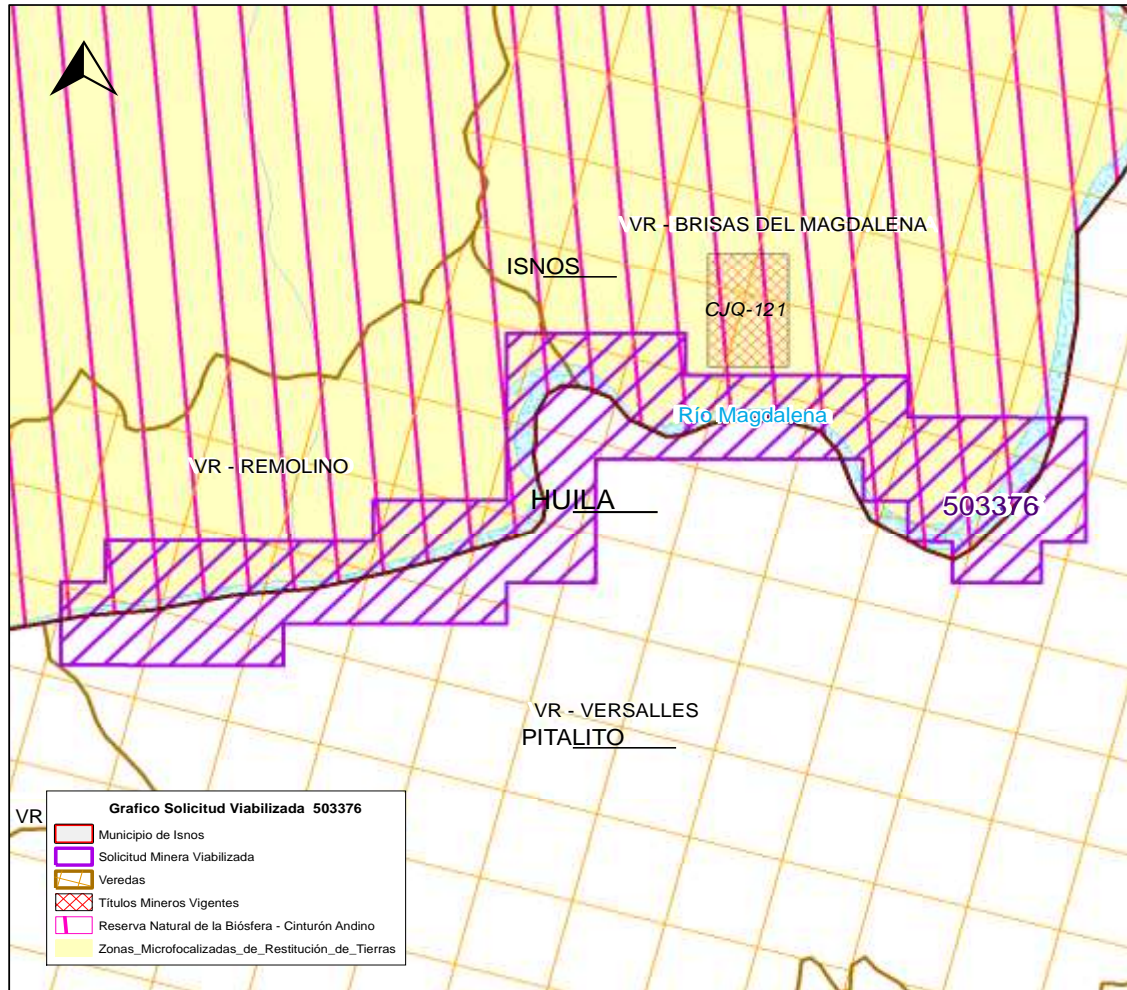 VR - BRISAS DEL MAGDALENA
ISNOS
CJQ-121
Río Magdalena
VR - REMOLINO
HUILA
503376
VR - VERSALLES
PITALITO
VR
Grafico Solicitud Viabilizada 503376
Municipio de Isnos
Solicitud Minera Viabilizada
Veredas
Títulos Mineros Vigentes
Reserva Natural de la Biósfera - Cinturón Andino
Zonas_Microfocalizadas_de_Restitución_de_Tierras